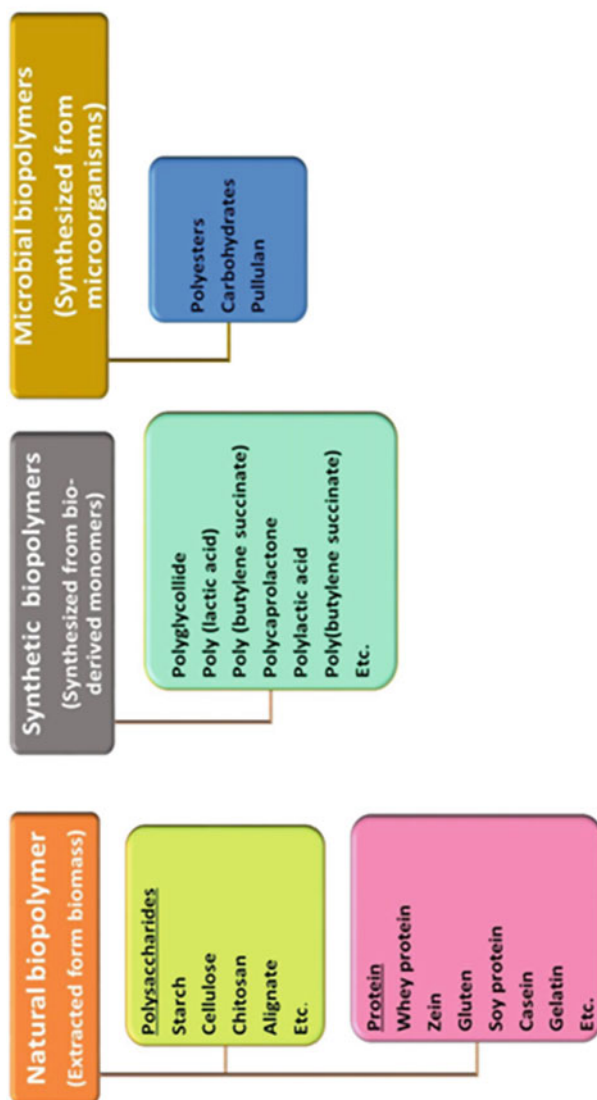 Natural biopolymer
(Extracted form biomass)
Polysaccharides
Starch
Cellulose
Chitosan
Alignate
Etc.
Protein
Whey protein
Zein
Gluten
Soy protein
Casein
Gelatin
Etc.
Synthetic biopolymers
(Synthesized from bio-
derived monomers)
Polyglycollide
Poly (lactic acid)
Poly (butylene succinate)
Polycaprolactone
Polylactic acid
Poly(butylene succinate)
Etc.
Microbial biopolymers
(Synthesized from
microorganisms)
Polyesters
Carbohydrates
Pullulan